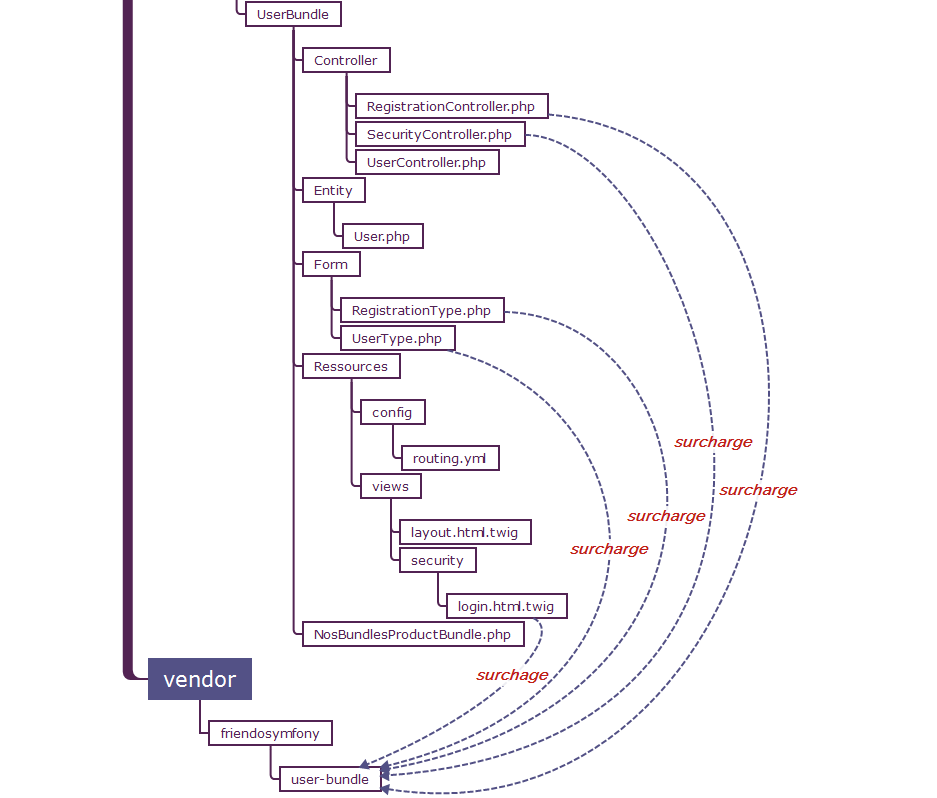 UserBundle
Controller
RegistrationController.php
SecurityController.php
UserController.php
Entity
User.php
Form
RegistrationType.php
UserType.php
Ressources
config
routing.yml
views
layout.html.twig
security
login.html.twig
NosBundlesProductBundle.php
surcharge
surcharge
surcharge
surcharge
surchage
vendor
friendosymfony
user-bundle